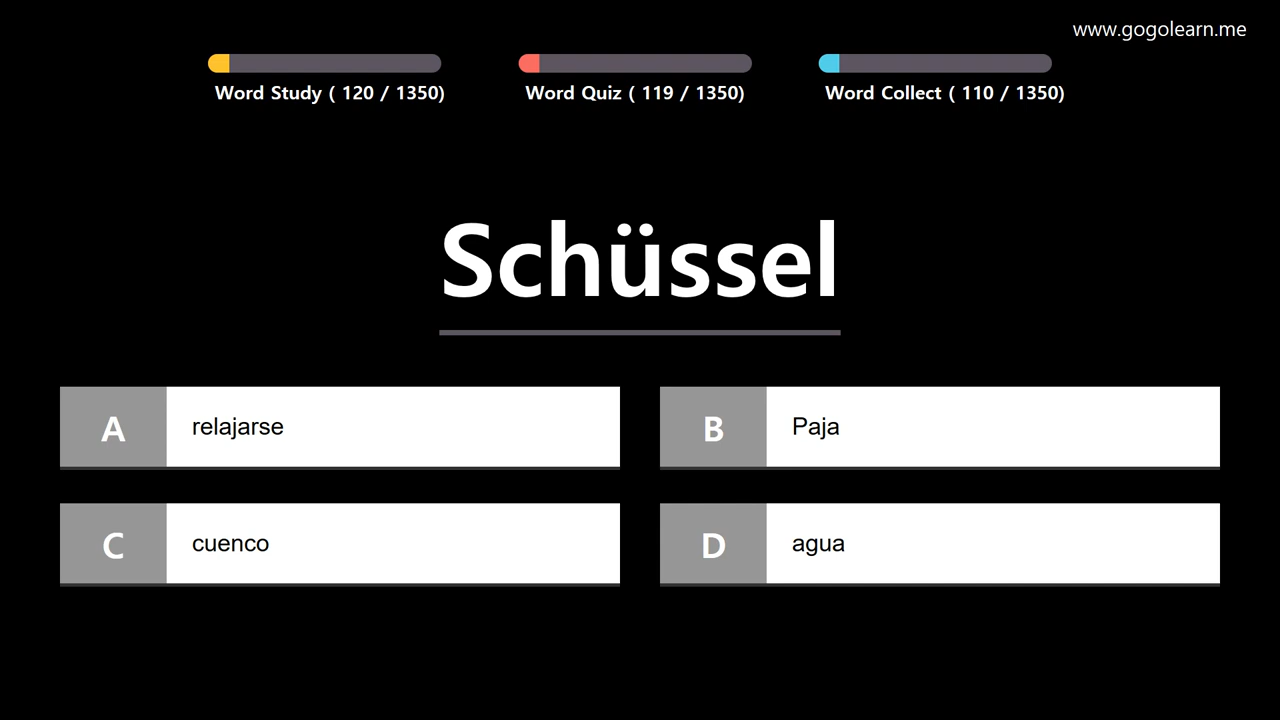 www.gogolearn.me
Word Study ( 120 / 1350)
Word Quiz ( 119 / 1350)
Word Collect ( 110 / 1350)
Schüssel
A relajarse
B Paja
C cuenco
D agua